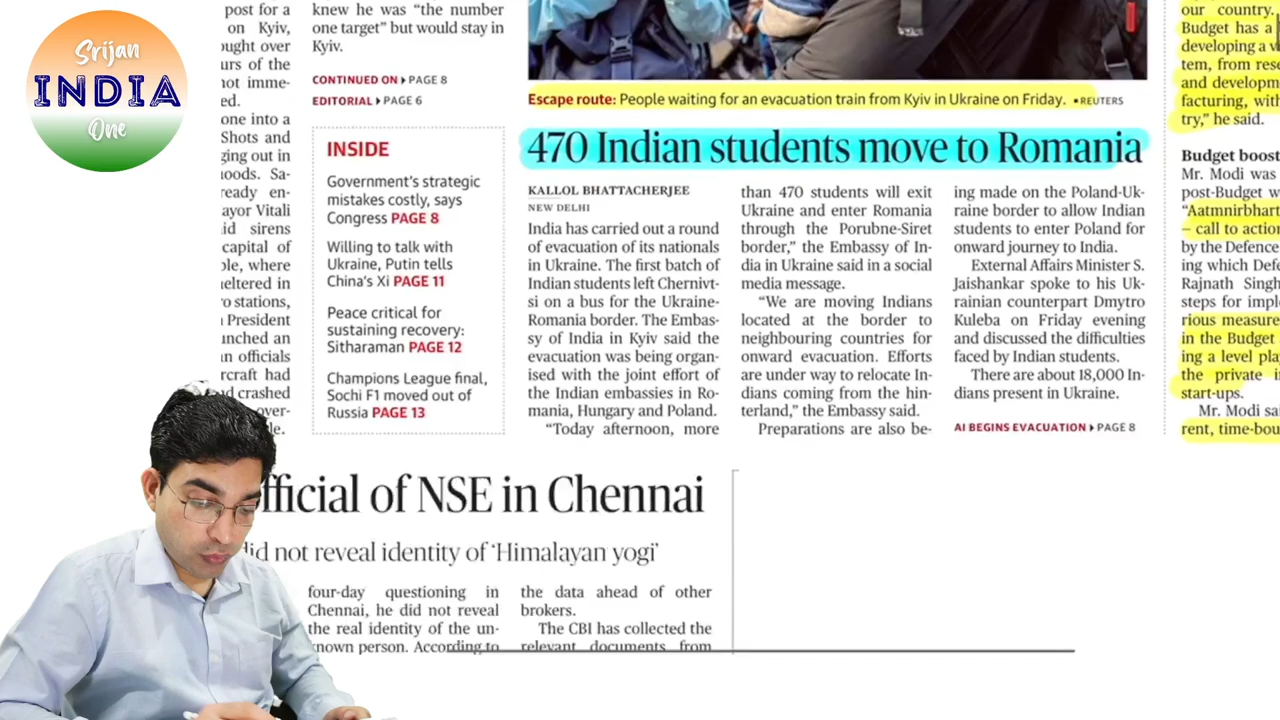 Srijan
INDIA
One
post for a
on Kyiv,
ought over
urs of the
not imme-
ed.
one into a
Shots and
ging out in
oods. Sa-
ready en-
ayor Vitali
id sirens
capital of
ole, where
eltered in
o stations,
President
unched an
an officials
rcraft had
crashed
over-
knew he was “the number
one target” but would stay in
Kyiv.
CONTINUED ON PAGE 8
EDITORIAL PAGE 6
INSIDE
Government’s strategic
mistakes costly, says
Congress PAGE 8
Willing to talk with
Ukraine, Putin tells
China’s Xi PAGE 11
Peace critical for
sustaining recovery:
Sitharaman PAGE 12
Champions League final,
Sochi F1 moved out of
Russia PAGE 13
Escape route: People waiting for an evacuation train from Kyiv in Ukraine on Friday. •REUTERS
470 Indian students move to Romania
KALLOL BHATTACHERJEE
NEW DELHI
India has carried out a round
of evacuation of its nationals
in Ukraine. The first batch of
Indian students left Chernivt-
si on a bus for the Ukraine-
Romania border. The Embas-
sy of India in Kyiv said the
evacuation was being organ-
ised with the joint effort of
the Indian embassies in Ro-
mania, Hungary and Poland.
“Today afternoon, more
than 470 students will exit
Ukraine and enter Romania
through the Porubne-Siret
border,” the Embassy of In-
dia in Ukraine said in a social
media message.
“We are moving Indians
located at the border to
neighbouring countries for
onward evacuation. Efforts
are under way to relocate In-
dians coming from the hin-
terland,” the Embassy said.
Preparations are also be-
ing made on the Poland-Uk-
raine border to allow Indian
students to enter Poland for
onward journey to India.
External Affairs Minister S.
Jaishankar spoke to his Uk-
rainian counterpart Dmytro
Kuleba on Friday evening
and discussed the difficulties
faced by Indian students.
There are about 18,000 In-
dians present in Ukraine.
AI BEGINS EVACUATION PAGE 8
our country.
Budget has a
developing a v
tem, from rese
and developm
facturing, with
try,” he said.
Budget boost
Mr. Modi was
post-Budget w
“Aatmnirbhart
– call to action
by the Defence
ing which Defe
Rajnath Singh
steps for imple
rious measure
in the Budget
ing a level play
the private in
start-ups.
Mr. Modi sai
rent, time-bou
fficial of NSE in Chennai
did not reveal identity of ‘Himalayan yogi’
four-day questioning in
Chennai, he did not reveal
the real identity of the un-
known person. According to
the data ahead of other
brokers.
The CBI has collected the
relevant documents from